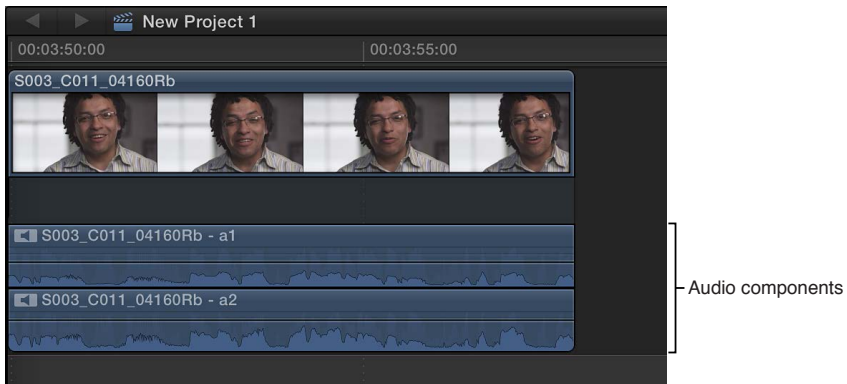 New Project 1
00:03:50:00
00:03:55:00
S003_C011_04160Rb
S003_C011_04160Rb - a1
Audio components
S003_C011_04160Rb - a2